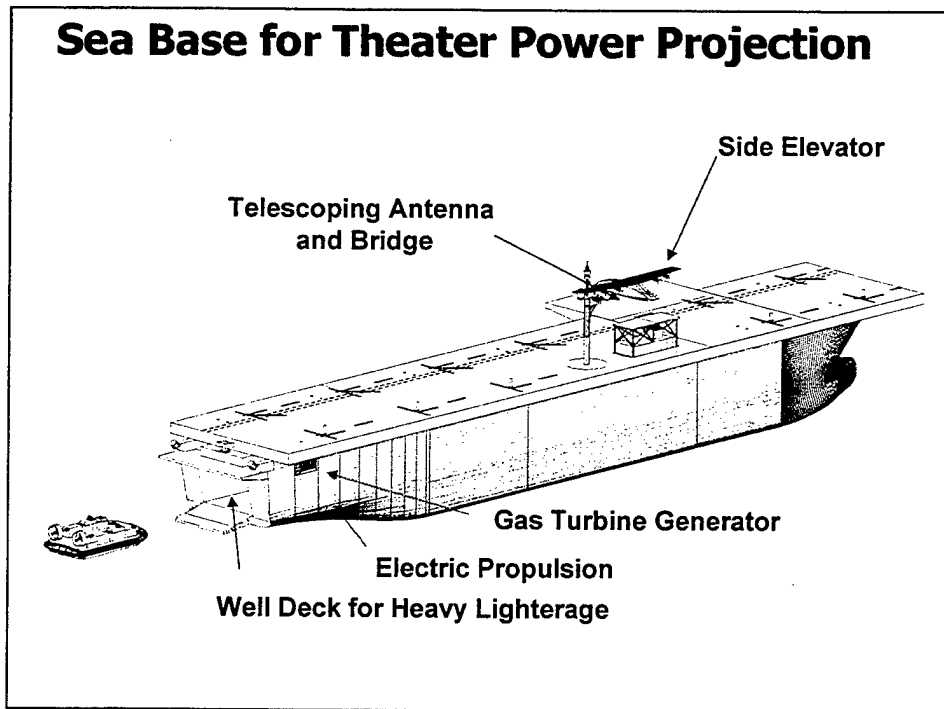 Sea Base for Theater Power Projection
Side Elevator
Telescoping Antenna
and Bridge
Gas Turbine Generator
Electric Propulsion
Well Deck for Heavy Lighterage